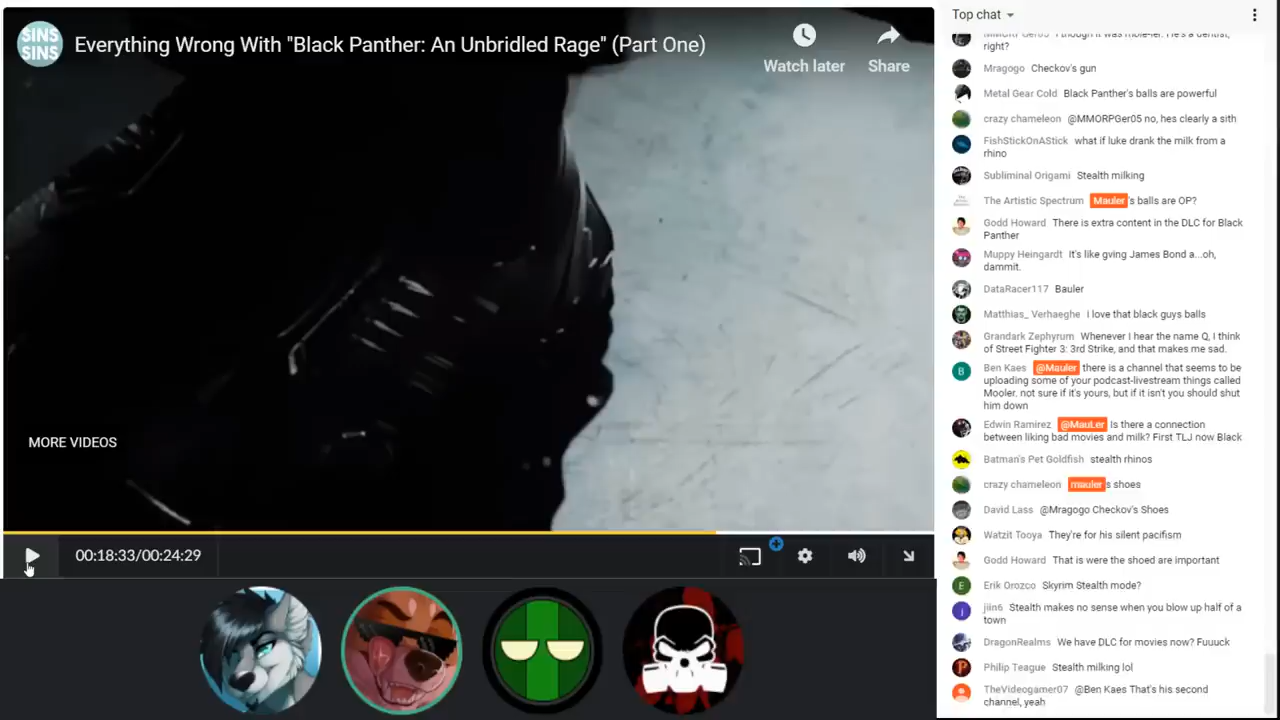 SINS
SINS
Everything Wrong With "Black Panther: An Unbridled Rage" (Part One)
Watch later
Share
MORE VIDEOS
00:18:33/00:24:29
Top chat
right?
Mragogo Checkov's gun
Metal Gear Cold Black Panther's balls are powerful
crazy chameleon @MMORPGer05 no, hes clearly a sith
FishStickOnAStick what if luke drank the milk from a
rhino
Subliminal Origami Stealth milking
The Artistic Spectrum Mauler's balls are OP?
Godd Howard There is extra content in the DLC for Black
Panther
Muppy Heingardt It's like gving James Bond a...oh,
dammit.
DataRacer117 Bauler
Matthias_ Verhaeghe i love that black guys balls
Grandark Zephyrum Whenever I hear the name Q, I think
of Street Fighter 3: 3rd Strike, and that makes me sad.
B
Ben Kaes @Mauler there is a channel that seems to be
uploading some of your podcast-livestream things called
Mooler. not sure if it's yours, but if it isn't you should shut
him down
Edwin Ramirez @MauLer Is there a connection
between liking bad movies and milk? First TLJ now Black
Batman's Pet Goldfish stealth rhinos
crazy chameleon mauler s shoes
David Lass @Mragogo Checkov's Shoes
Watzit Tooya They're for his silent pacifism
Godd Howard That is were the shoed are important
E
Erik Orozco Skyrim Stealth mode?
j
jiin6 Stealth makes no sense when you blow up half of a
town
DragonRealms We have DLC for movies now? Fuuuck
Philip Teague Stealth milking lol
TheVideogamer07 @Ben Kaes That's his second
channel, yeah